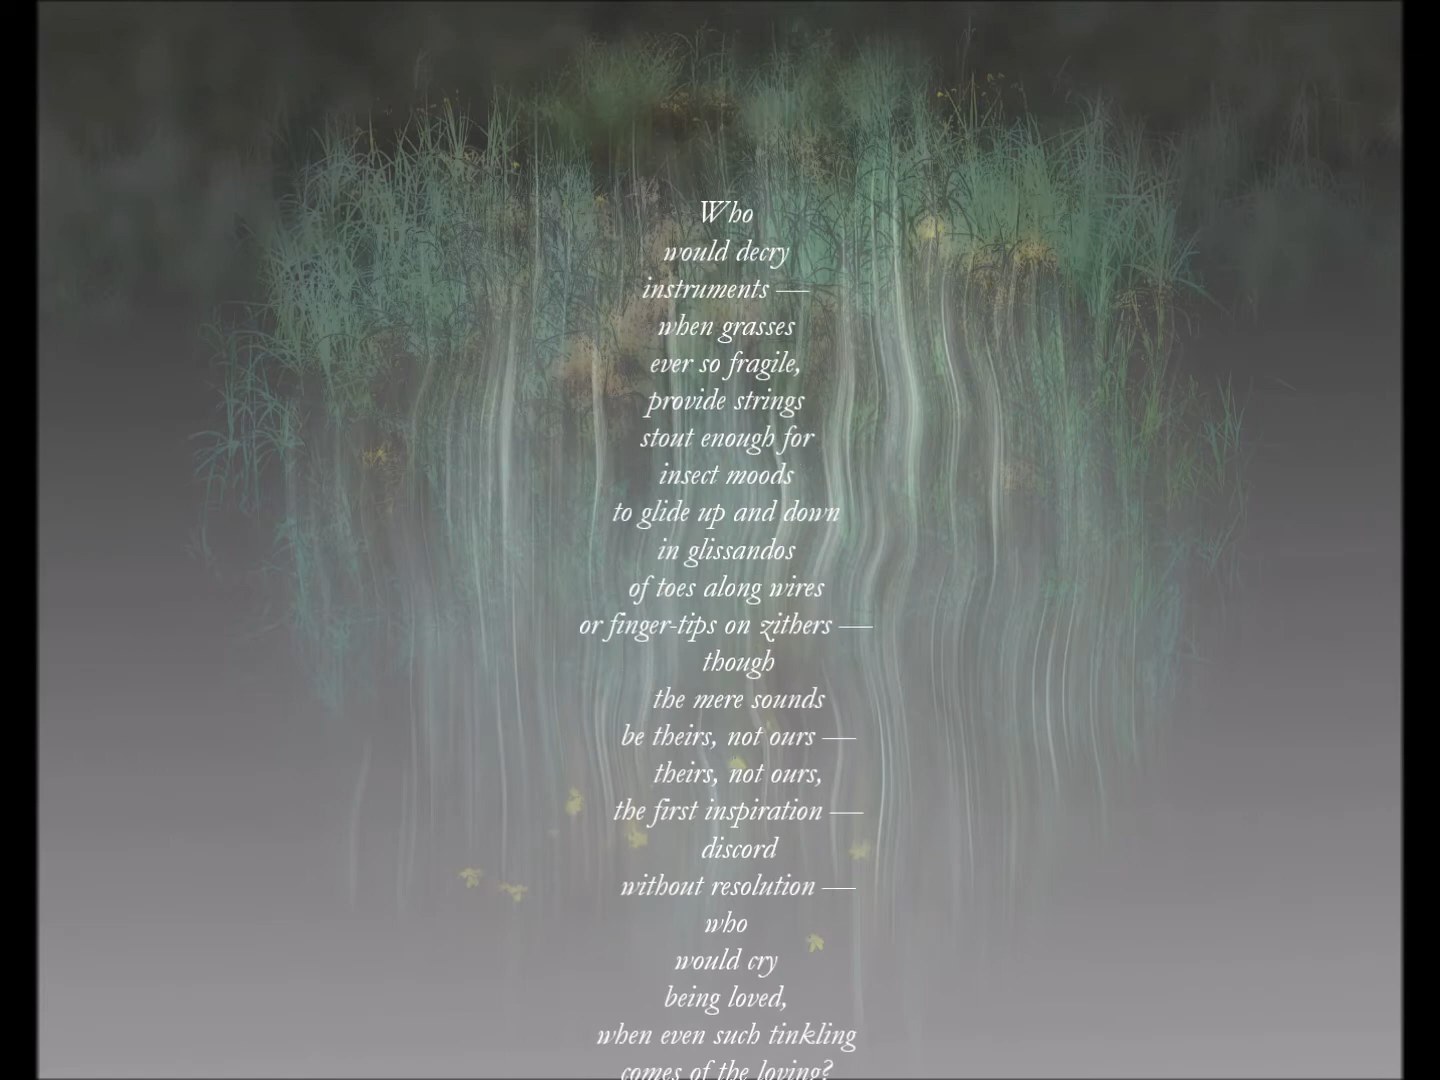 Who
would decry
instruments —
when grasses
ever so fragile,
provide strings
stout enough for
insect moods
to glide up and down
in glissandos
of toes along wires
or finger-tips on zithers —
though
the mere sounds
be theirs, not ours —
theirs, not ours,
the first inspiration —
discord
without resolution —
who
would cry
being loved,
when even such tinkling
comes of the loving?